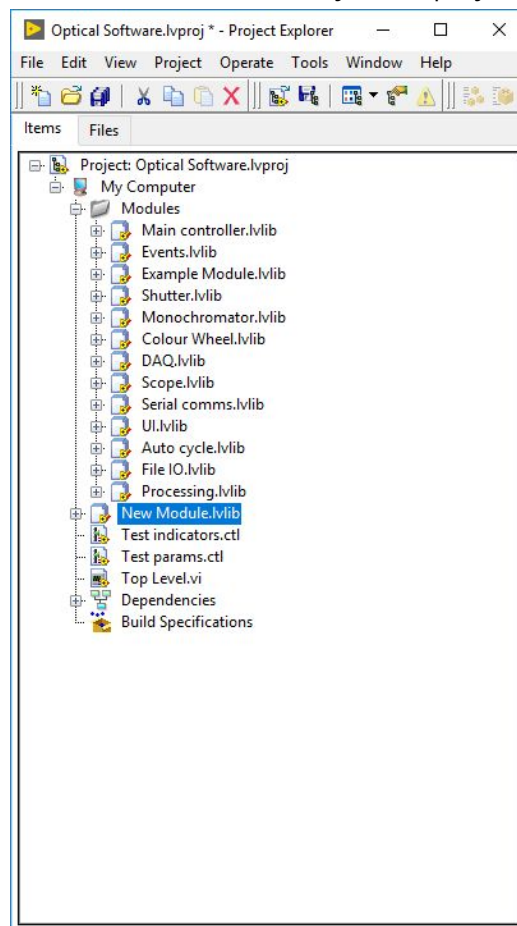 Optical Software.lvproj * - Project Explorer
File Edit View Project Operate Tools Window Help
Items Files
Project: Optical Software.lvproj
My Computer
Modules
Main controller.lvlib
Events.lvlib
Example Module.lvlib
Shutter.lvlib
Monochromator.lvlib
Colour Wheel.lvlib
DAQ.lvlib
Scope.lvlib
Serial comms.lvlib
UI.lvlib
Auto cycle.lvlib
File IO.lvlib
Processing.lvlib
New Module.lvlib
Test indicators.ctl
Test params.ctl
Top Level.vi
Dependencies
Build Specifications